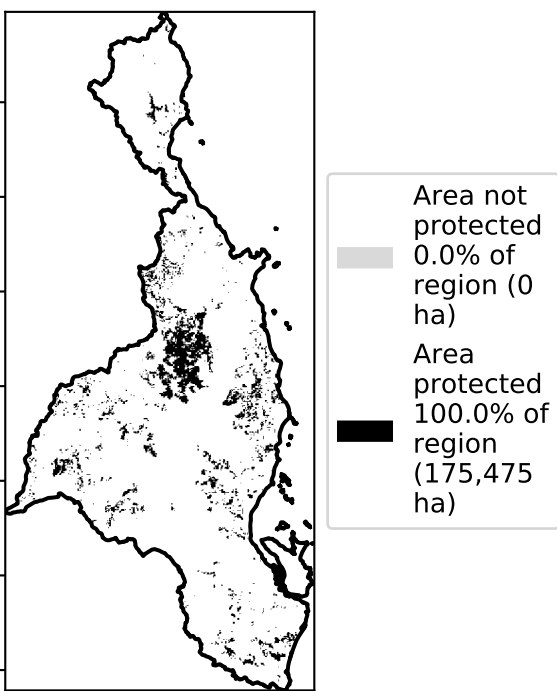 Area not
protected
0.0% of
region (0
ha)
Area
protected
100.0% of
region
(175,475
ha)